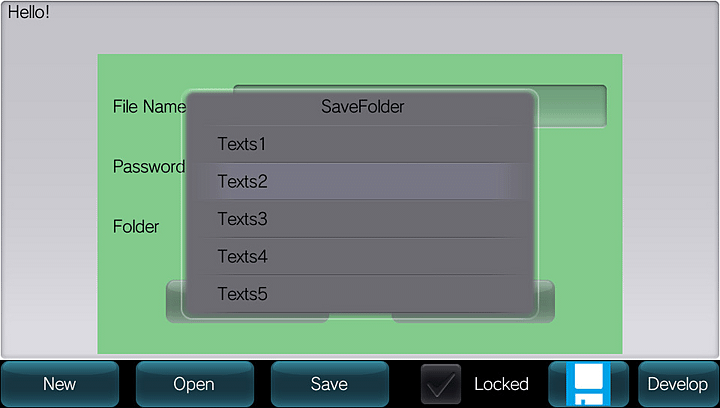 Hello!
File Name
SaveFolder
Texts1
Password
Texts2
Texts3
Folder
Texts4
Texts5
New
Open
Save
Locked
Develop